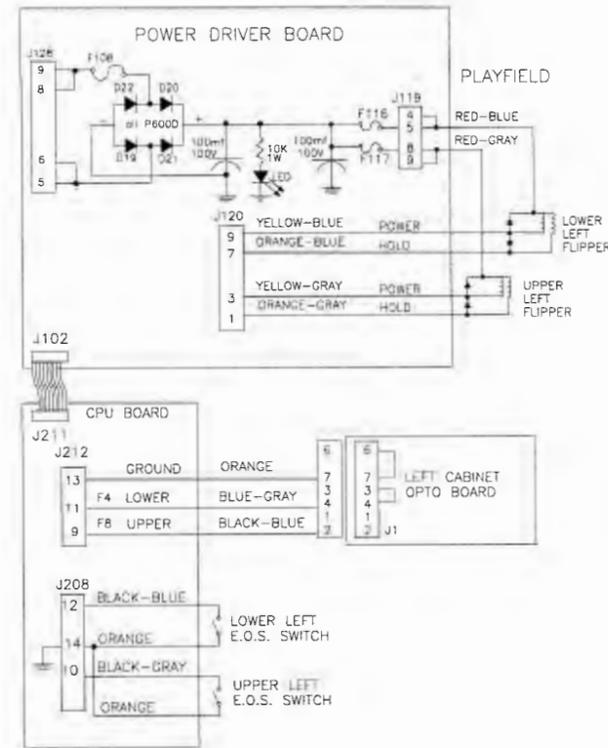 POWER DRIVER BOARD
J128
9
8
6
5
F108
D22
D20
P600D
D19
D21
-
+
100mf
100V
10K
1W
LED
100mf
100V
F116
F117
J119
4
5
8
9
PLAYFIELD
RED-BLUE
RED-GRAY
J120
9
7
3
1
YELLOW-BLUE POWER
ORANGE-BLUE HOLD
YELLOW-GRAY POWER
ORANGE-GRAY HOLD
LOWER
LEFT
FLIPPER
UPPER
LEFT
FLIPPER
J102
J211
CPU BOARD
J212
13 GROUND ORANGE
11 F4 LOWER BLUE-GRAY
9 F8 UPPER BLACK-BLUE
6
7
3
4
1
2
6
7
3
4
1
2
J1
LEFT CABINET
OPTO BOARD
J208
12 BLACK-BLUE
14 ORANGE
10 BLACK-GRAY
ORANGE
LOWER LEFT
E.O.S. SWITCH
UPPER LEFT
E.O.S. SWITCH